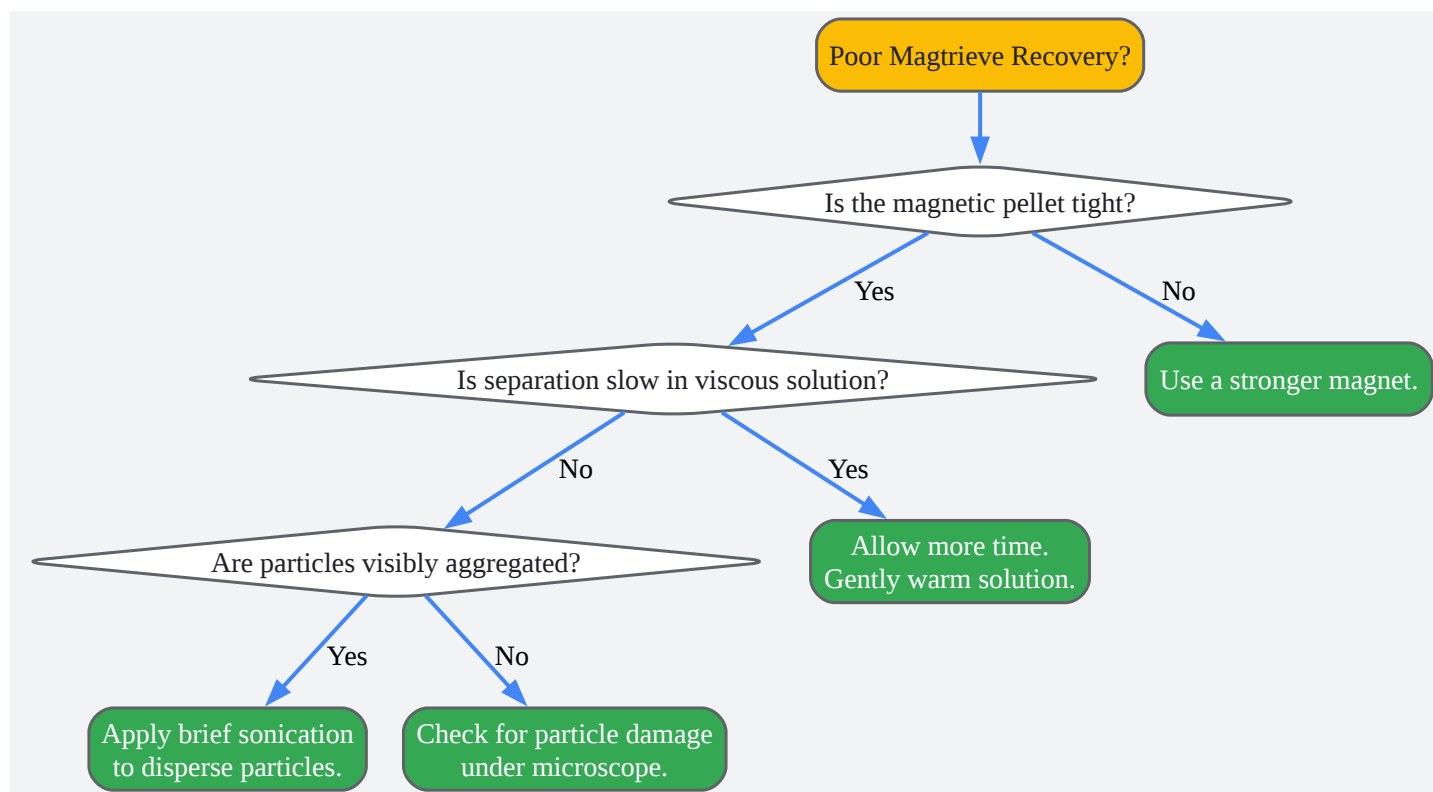 Poor Magtrieve Recovery?
Is the magnetic pellet tight?
Yes
No
Is separation slow in viscous solution?
Use a stronger magnet.
No
Yes
Are particles visibly aggregated?
Allow more time.
Gently warm solution.
Yes
No
Apply brief sonication
to disperse particles.
Check for particle damage
under microscope.